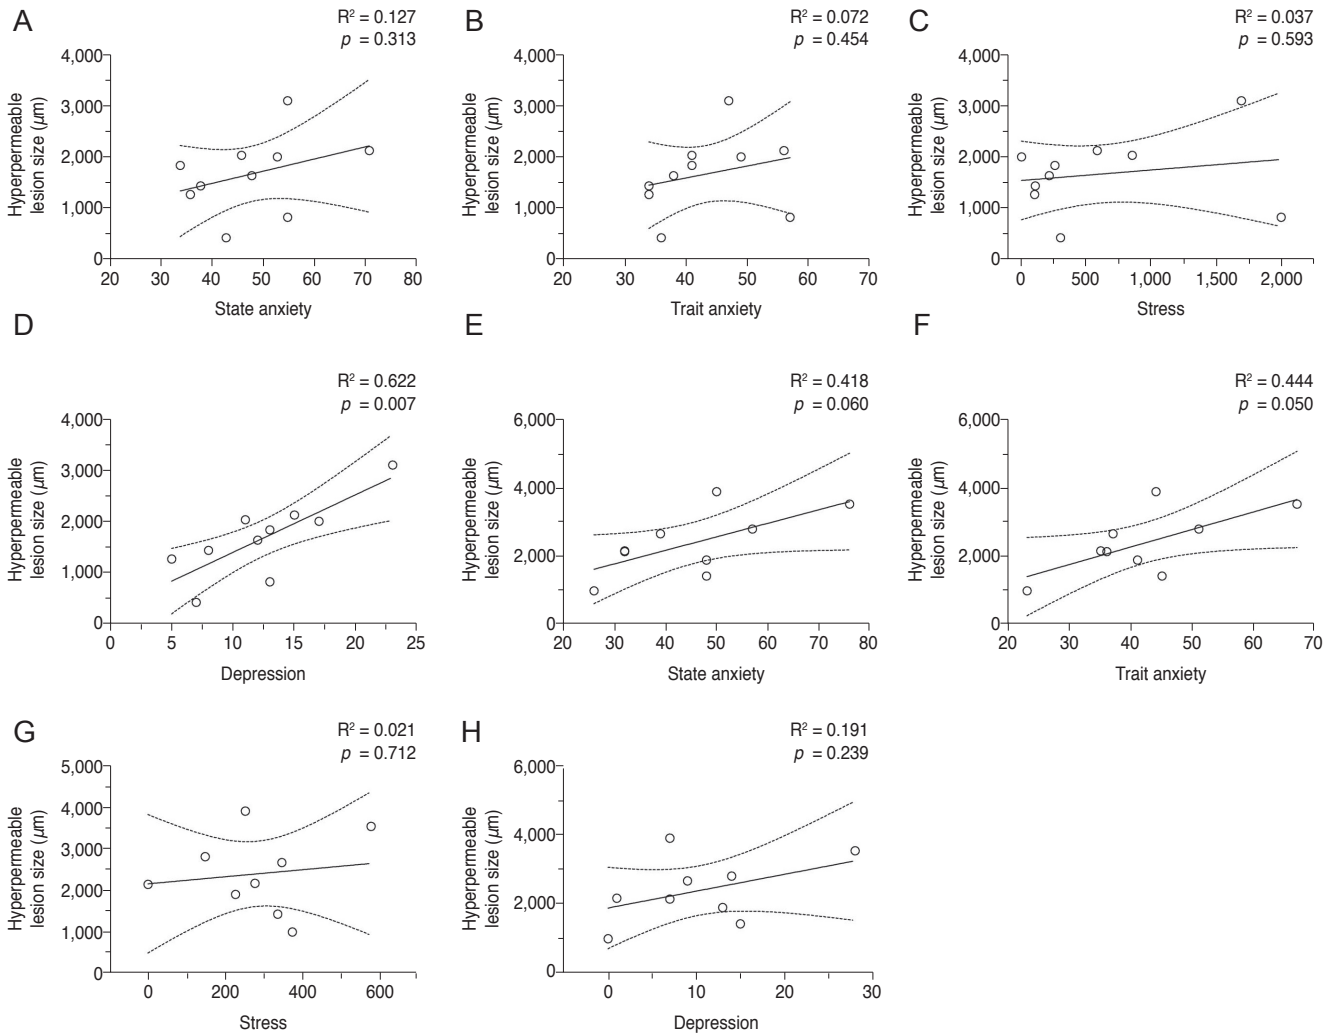 A
R² = 0.127
p = 0.313
4,000
3,000
2,000
1,000
0
Hyperpermeable
lesion size (µm)
20 30 40 50 60 70 80
State anxiety
B
R² = 0.072
p = 0.454
4,000
3,000
2,000
1,000
0
Hyperpermeable
lesion size (µm)
20 30 40 50 60 70
Trait anxiety
C
R² = 0.037
p = 0.593
4,000
3,000
2,000
1,000
0
Hyperpermeable
lesion size (µm)
0 500 1,000 1,500 2,000
Stress
D
R² = 0.622
p = 0.007
4,000
3,000
2,000
1,000
0
Hyperpermeable
lesion size (µm)
0 5 10 15 20 25
Depression
E
R² = 0.418
p = 0.060
6,000
4,000
2,000
0
Hyperpermeable
lesion size (µm)
20 30 40 50 60 70 80
State anxiety
F
R² = 0.444
p = 0.050
6,000
4,000
2,000
0
Hyperpermeable
lesion size (µm)
20 30 40 50 60 70
Trait anxiety
G
R² = 0.021
p = 0.712
5,000
4,000
3,000
2,000
1,000
0
Hyperpermeable
lesion size (µm)
0 200 400 600
Stress
H
R² = 0.191
p = 0.239
6,000
4,000
2,000
0
Hyperpermeable
lesion size (µm)
0 10 20 30
Depression